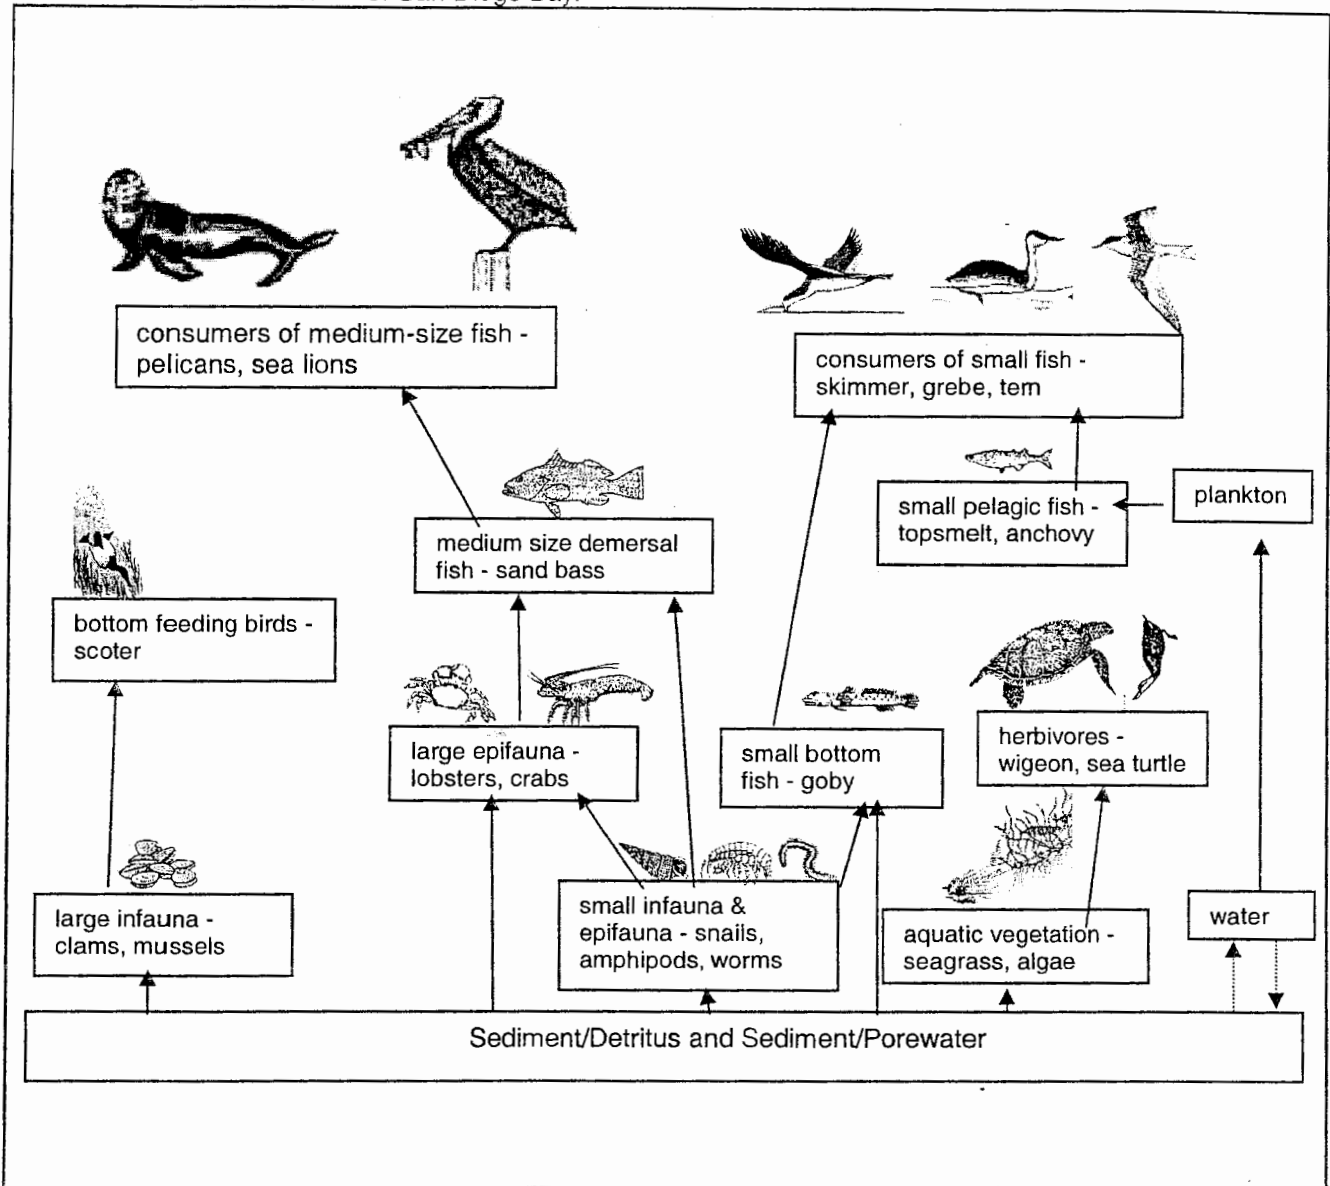 San Diego Bay.
consumers of medium-size fish -
pelicans, sea lions
consumers of small fish -
skimmer, grebe, tern
small pelagic fish -
topsmelt, anchovy
plankton
medium size demersal
fish - sand bass
bottom feeding birds -
scoter
large epifauna -
lobsters, crabs
small bottom
fish - goby
herbivores -
wigeon, sea turtle
large infauna -
clams, mussels
small infauna &
epifauna - snails,
amphipods, worms
aquatic vegetation -
seagrass, algae
water
Sediment/Detritus and Sediment/Porewater